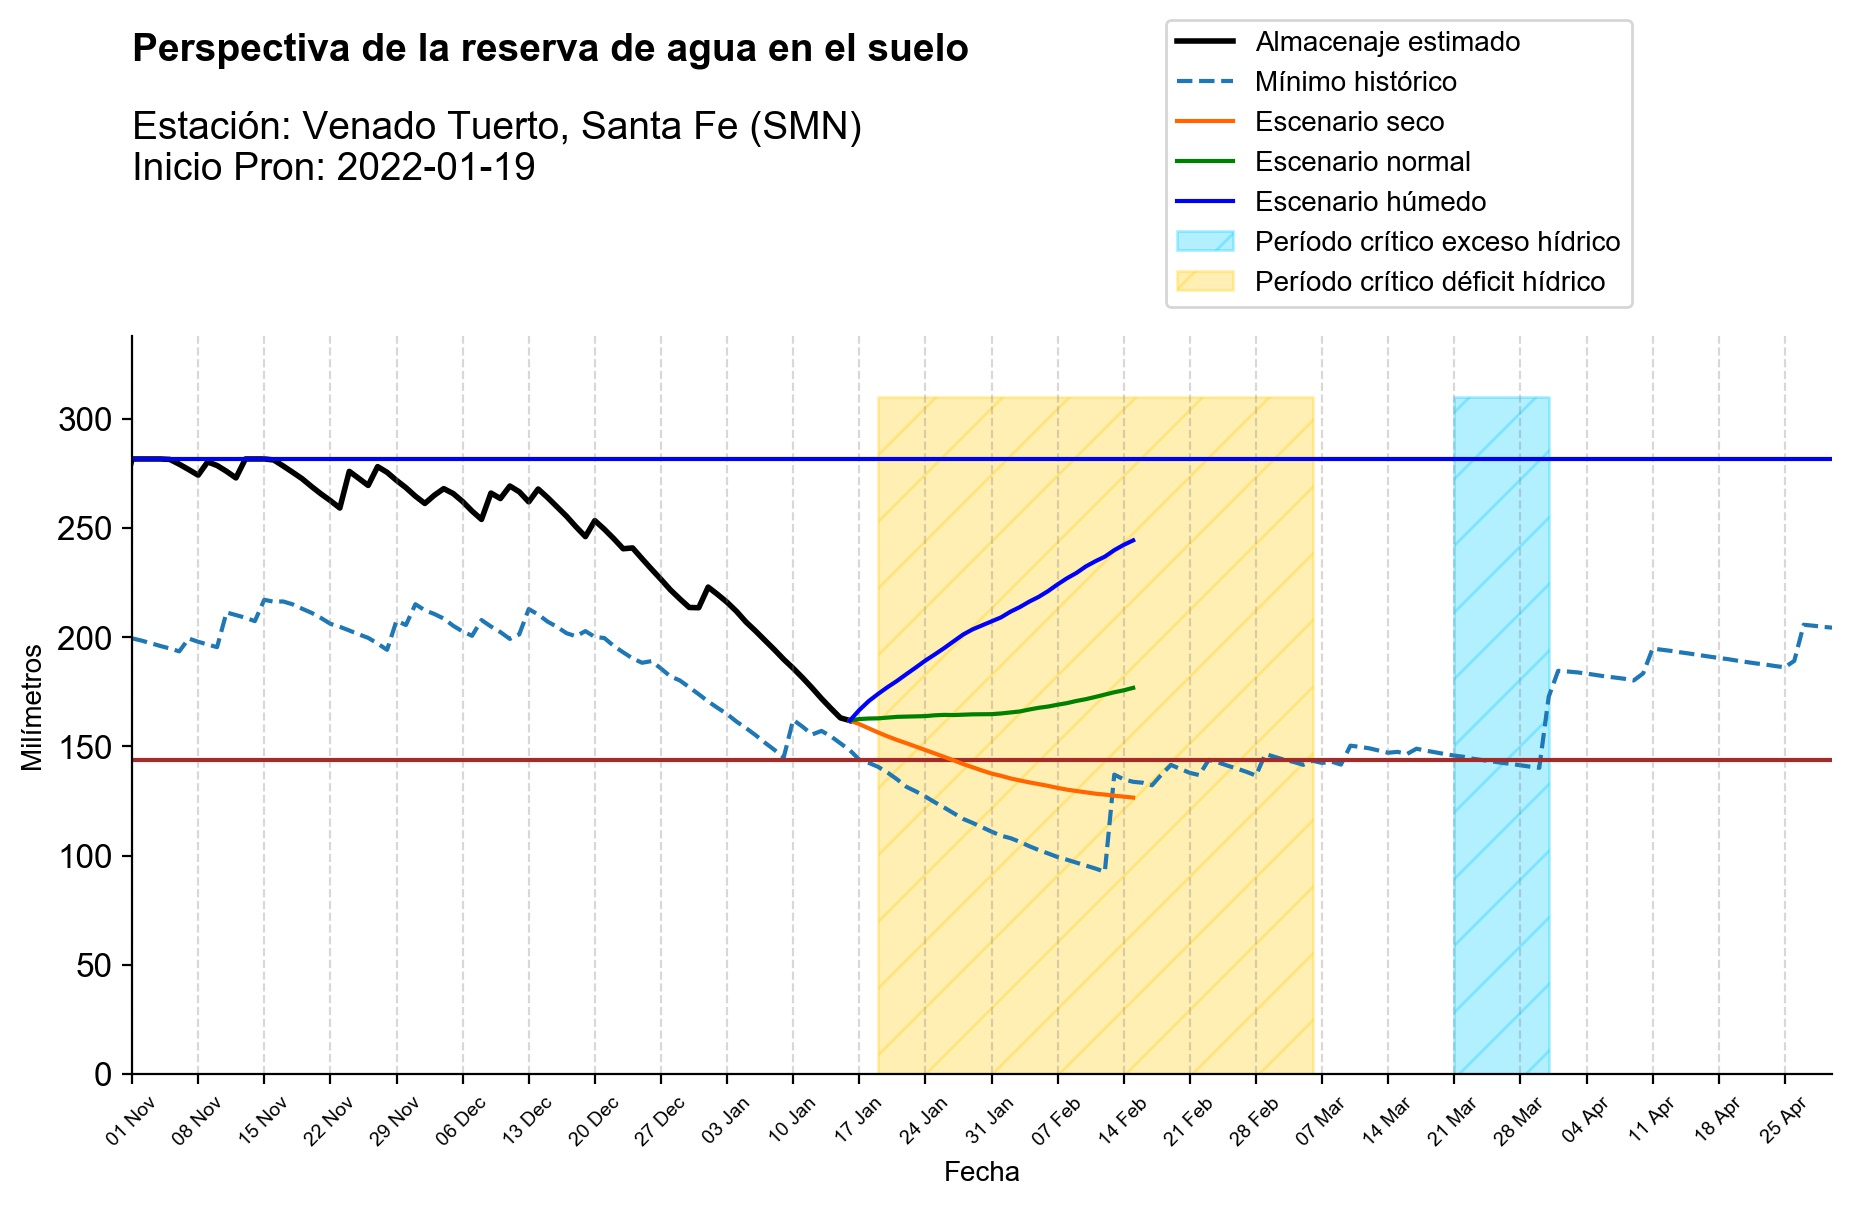 Perspectiva de la reserva de agua en el suelo
Estación: Venado Tuerto, Santa Fe (SMN)
Inicio Pron: 2022-01-19
Almacenaje estimado
Mínimo histórico
Escenario seco
Escenario normal
Escenario húmedo
Período crítico exceso hídrico
Período crítico déficit hídrico
300
250
200
150
100
50
0
Milímetros
01 Nov
08 Nov
15 Nov
22 Nov
29 Nov
06 Dec
13 Dec
20 Dec
27 Dec
03 Jan
10 Jan
17 Jan
24 Jan
31 Jan
07 Feb
14 Feb
21 Feb
28 Feb
07 Mar
14 Mar
21 Mar
28 Mar
04 Apr
11 Apr
18 Apr
25 Apr
Fecha